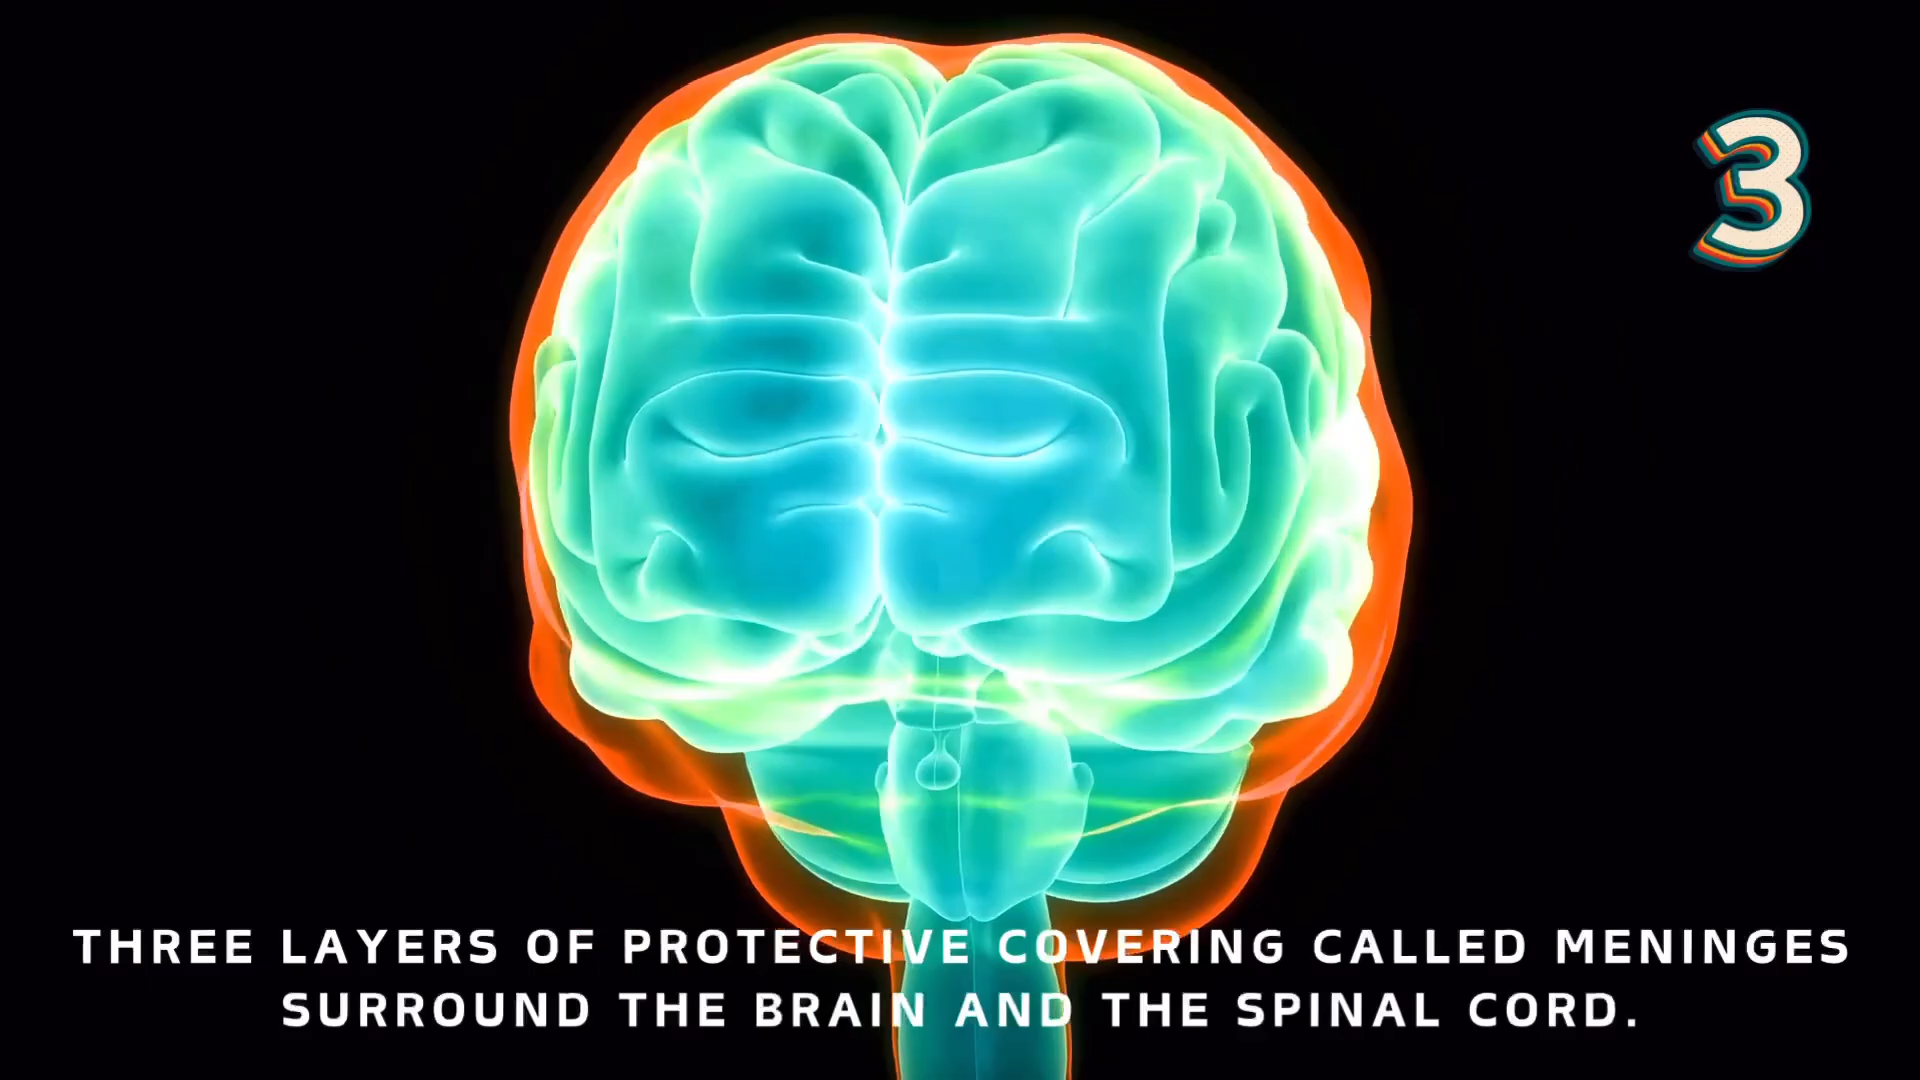 3
THREE LAYERS OF PROTECTIVE COVERING CALLED MENINGES
SURROUND THE BRAIN AND THE SPINAL CORD.